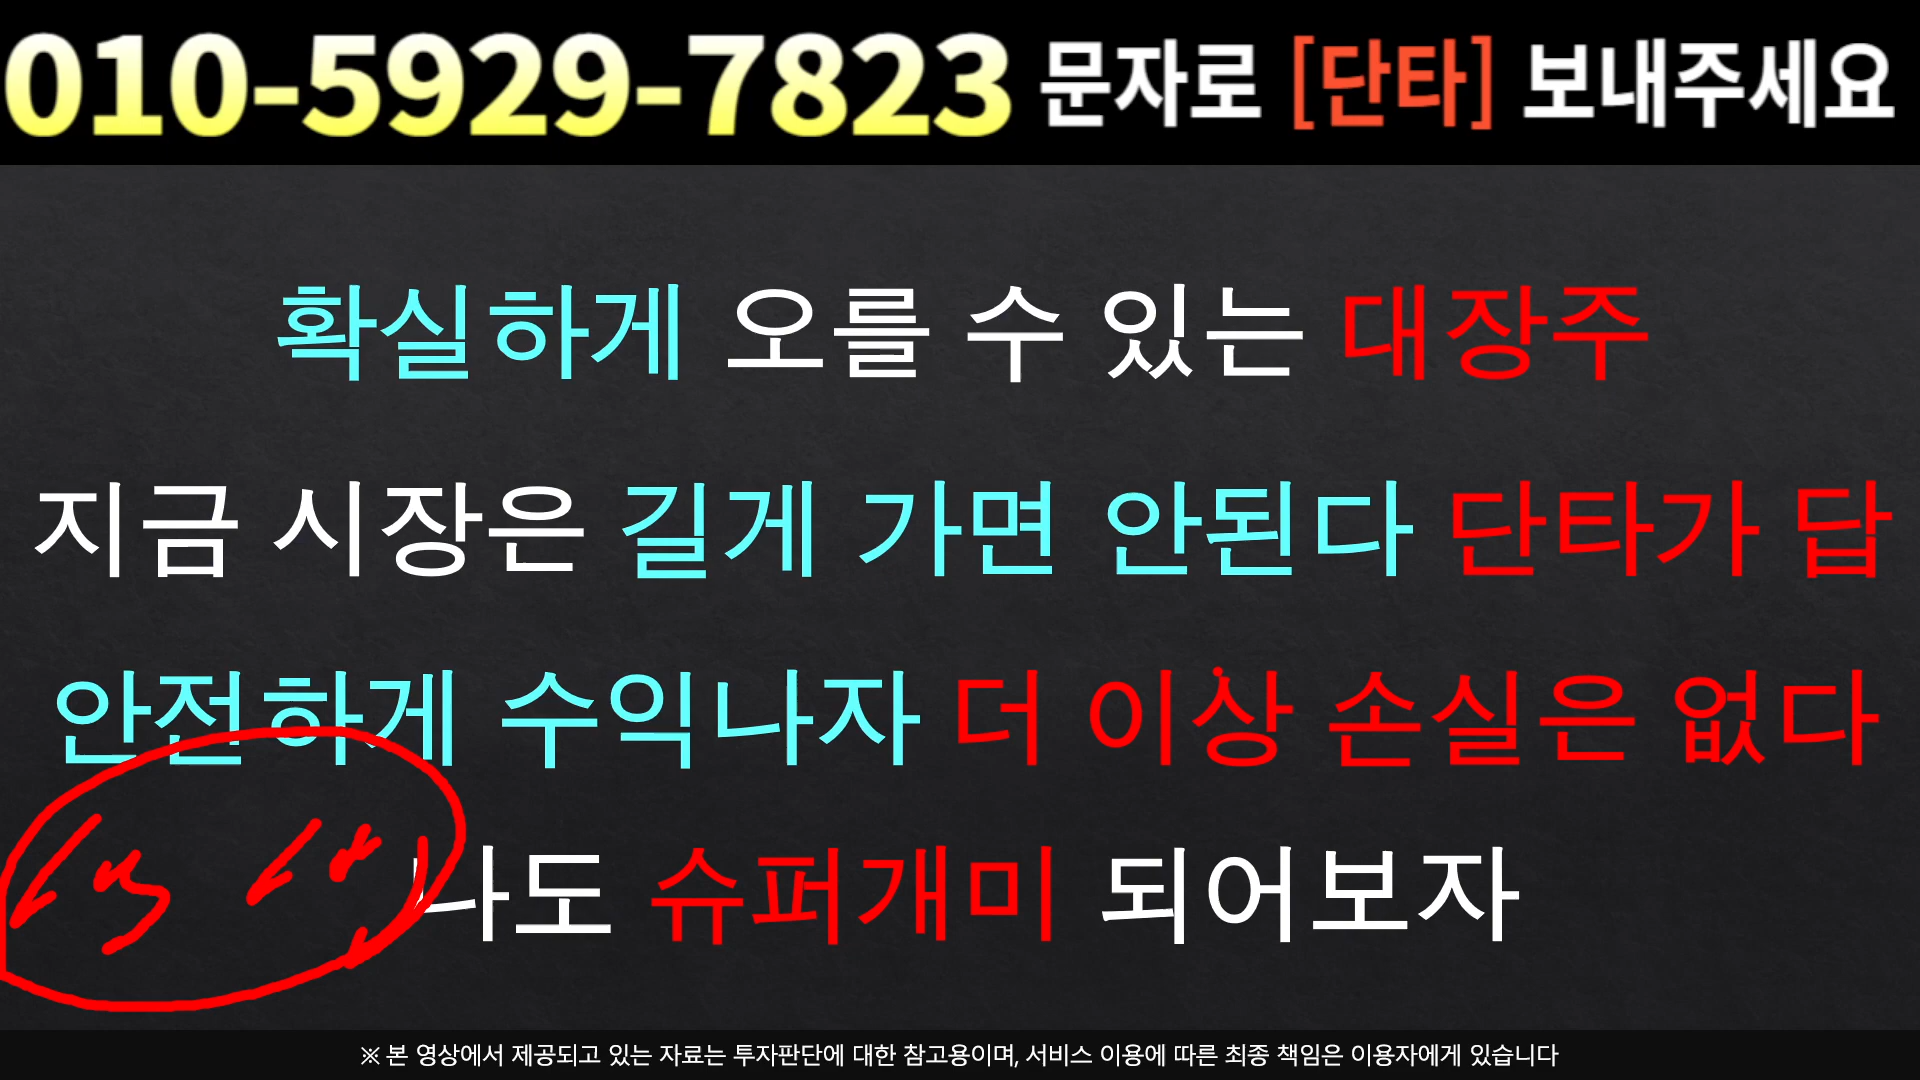 010-5929-7823 문자로 [단타] 보내주세요
확실하게 오를 수 있는 대장주
지금 시장은 길게 가면 안된다 단타가 답
안전하게 수익나자 더 이상 손실은 없다
나도 슈퍼개미 되어보자
※ 본 영상에서 제공되고 있는 자료는 투자판단에 대한 참고용이며, 서비스 이용에 따른 최종 책임은 이용자에게 있습니다